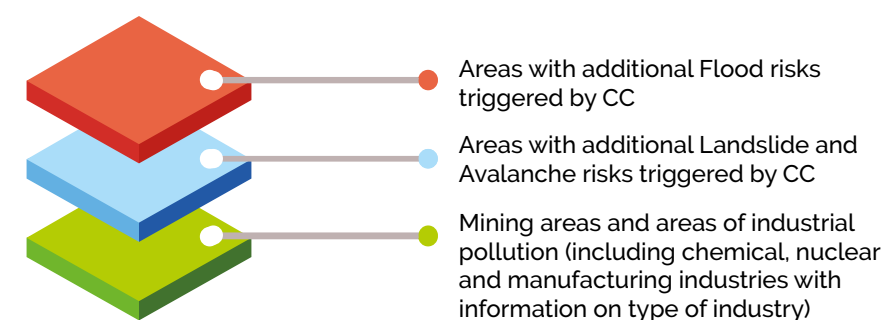 Areas with additional Flood risks
triggered by CC
Areas with additional Landslide and
Avalanche risks triggered by CC
Mining areas and areas of industrial
pollution (including chemical, nuclear
and manufacturing industries with
information on type of industry)